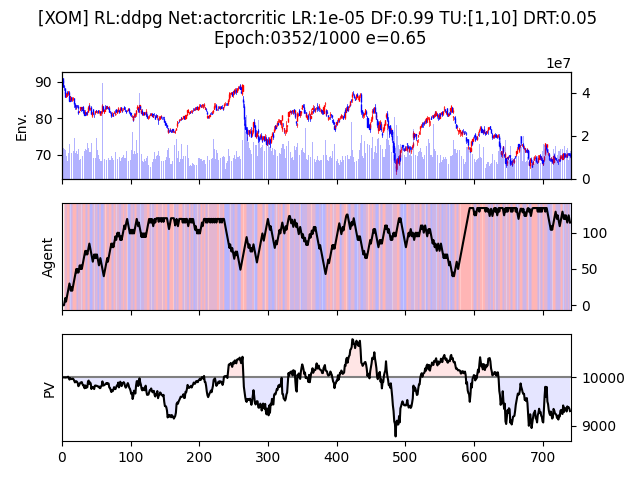 [XOM] RL:ddpg Net:actorcritic LR:1e-05 DF:0.99 TU:[1,10] DRT:0.05
Epoch:0352/1000 e=0.65
1e7
90
80
70
Env.
4
2
0
Agent
100
50
0
PV
10000
9000
0 100 200 300 400 500 600 700